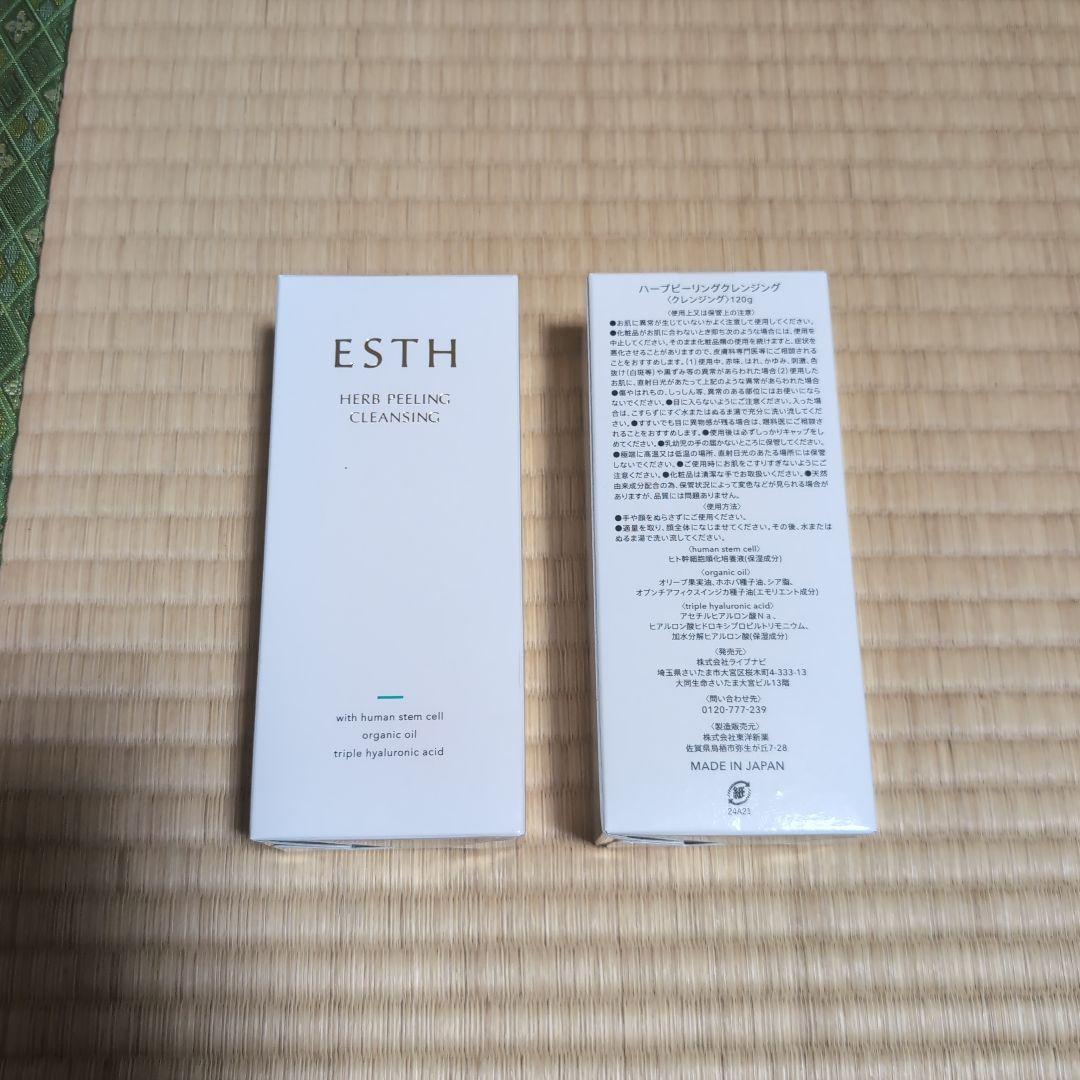 ESTH
HERB PEELING
CLEANSING
with human stem cell
organic oil
triple hyaluronic acid
ハーブピーリングクレンジング
〈クレンジング〉120g
〈使用上又は保管上の注意〉
●お肌に異常が生じていないかよく注意して使用してください。
●化粧品がお肌に合わないとき即ち次のような場合には、使用を
中止してください。そのまま化粧品類の使用を続けますと、症状を
悪化させることがありますので、皮膚科専門医等にご相談される
ことをおすすめします。(1)使用中、赤味、はれ、かゆみ、刺激、色
抜け(白斑等)や黒ずみ等の異常があらわれた場合(2)使用した
お肌に、直射日光があたって上記のような異常があらわれた場合
●傷やはれもの、しっしん等、異常のある部位にはお使いになら
ないでください。●目に入らないようにご注意ください。入った場
合は、こすらずにすぐ水またはぬるま湯で充分に洗い流してくださ
い。●すすいでも目に異物感が残る場合は、眼科医にご相談さ
れることをおすすめします。●使用後は必ずしっかりキャップをし
めてください。●乳幼児の手の届かないところに保管してください。
●極端に高温又は低温の場所、直射日光のあたる場所には保管
しないでください。●ご使用時にお肌をこすりすぎないようにご
注意ください。●化粧品は清潔な手でお取扱いください。●天然
由来成分配合の為、保管状況によって変色などが見られる場合が
ありますが、品質には問題ありません。
〈使用方法〉
●手や顔をぬらさずにご使用ください。
●適量を取り、顔全体になじませてください。その後、水または
ぬるま湯で洗い流してください。
〈human stem cell〉
ヒト幹細胞順化培養液(保湿成分)
〈organic oil〉
オリーブ果実油、ホホバ種子油、シア脂、
オプンチアフィクスインジカ種子油(エモリエント成分)
〈triple hyaluronic acid〉
アセチルヒアルロン酸Na、
ヒアルロン酸ヒドロキシプロピルトリモニウム、
加水分解ヒアルロン酸(保湿成分)
〈発売元〉
株式会社ライブナビ
埼玉県さいたま市大宮区桜木町4-333-13
大同生命さいたま大宮ビル13階
〈問い合わせ先〉
0120-777-239
〈製造販売元〉
株式会社東洋新薬
佐賀県鳥栖市弥生が丘7-28
MADE IN JAPAN
紙
24A23